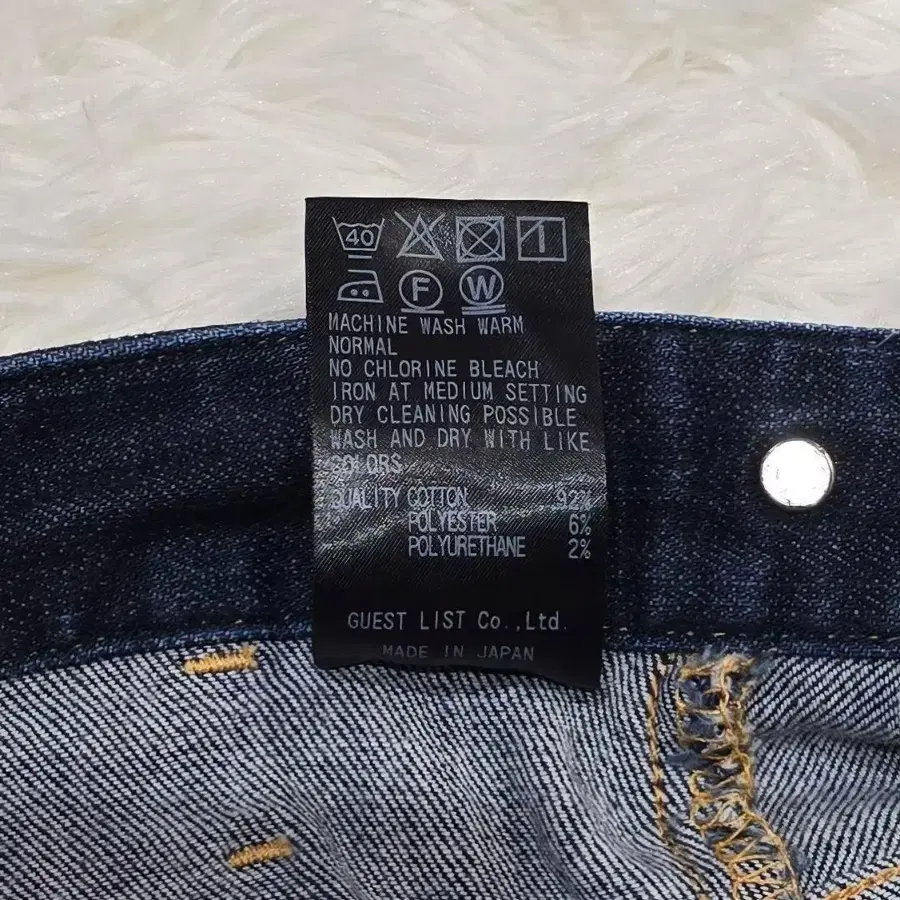 40
F W
MACHINE WASH WARM
NORMAL
NO CHLORINE BLEACH
IRON AT MEDIUM SETTING
DRY CLEANING POSSIBLE
WASH AND DRY WITH LIKE
COLORS
QUALITY COTTON 92%
POLYESTER 6%
POLYURETHANE 2%
GUEST LIST Co.,Ltd.
MADE IN JAPAN